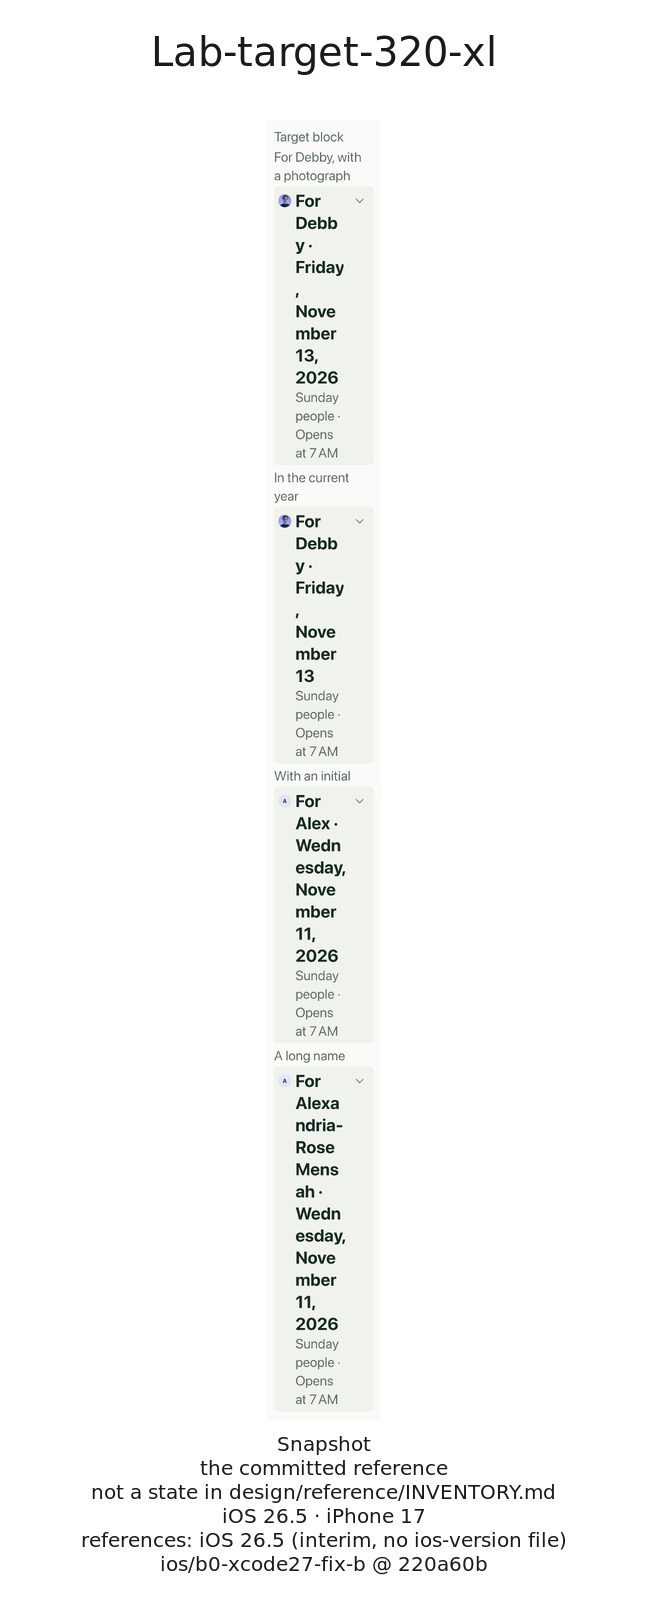 Lab-target-320-xl
Target block
For Debby, with
a photograph
For
Debb
y ·
Friday
,
Nove
mber
13,
2026
Sunday
people ·
Opens
at 7 AM
In the current
year
For
Debb
y ·
Friday
,
Nove
mber
13
Sunday
people ·
Opens
at 7 AM
With an initial
A
For
Alex ·
Wedn
esday,
Nove
mber
11,
2026
Sunday
people ·
Opens
at 7 AM
A long name
A
For
Alexa
ndria-
Rose
Mens
ah ·
Wedn
esday,
Nove
mber
11,
2026
Sunday
people ·
Opens
at 7 AM
Snapshot
the committed reference
not a state in design/reference/INVENTORY.md
iOS 26.5 · iPhone 17
references: iOS 26.5 (interim, no ios-version file)
ios/b0-xcode27-fix-b @ 220a60b